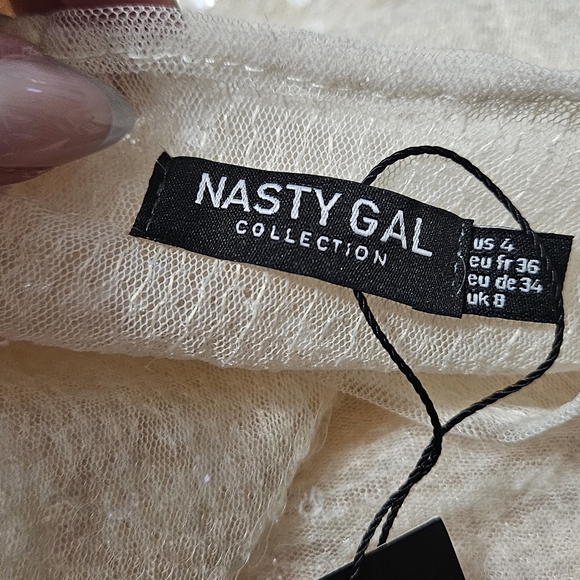 NASTY GAL
COLLECTION
us 4
eu fr 36
eu de 34
uk 8